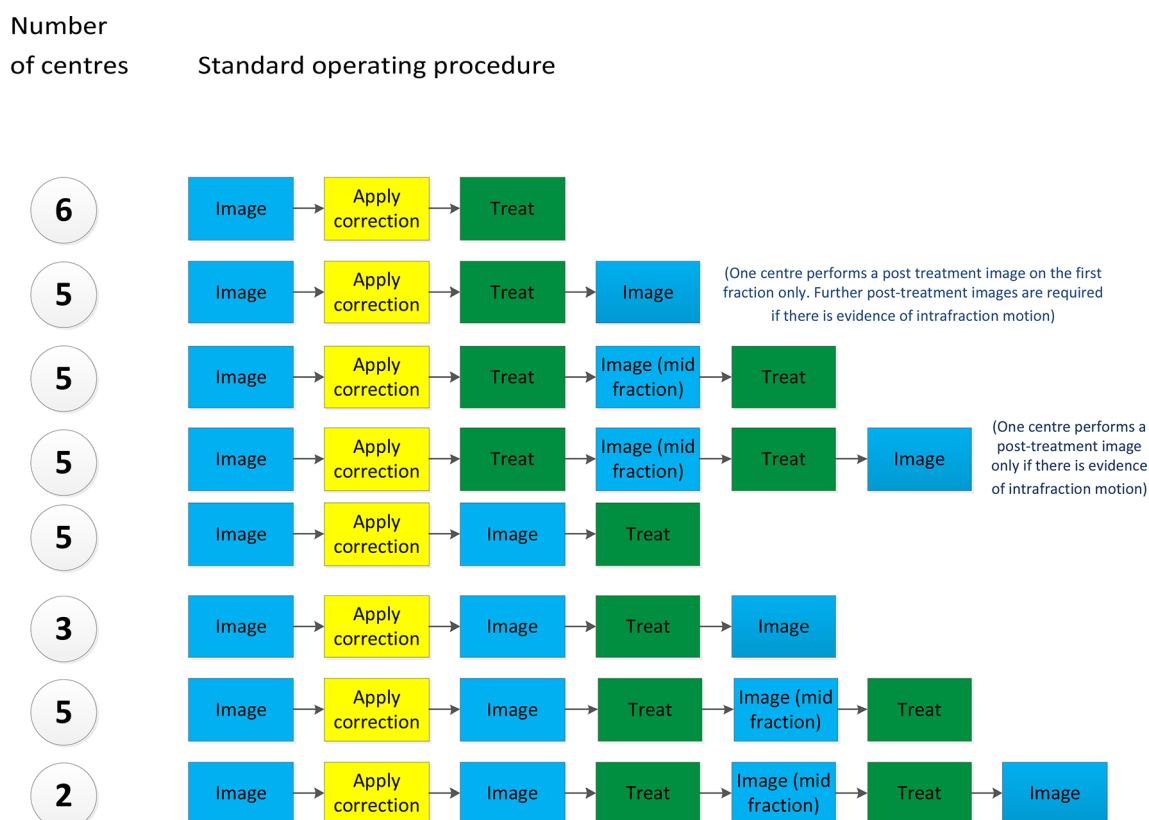 Number
of centres
Standard operating procedure
6
Image
Apply
correction
Treat
5
Image
Apply
correction
Treat
Image
(One centre performs a post treatment image on the first
fraction only. Further post-treatment images are required
if there is evidence of intrafraction motion)
5
Image
Apply
correction
Treat
Image (mid
fraction)
Treat
5
Image
Apply
correction
Treat
Image (mid
fraction)
Treat
Image
(One centre performs a
post-treatment image
only if there is evidence
of intrafraction motion)
5
Image
Apply
correction
Image
Treat
3
Image
Apply
correction
Image
Treat
Image
5
Image
Apply
correction
Image
Treat
Image (mid
fraction)
Treat
2
Image
Apply
correction
Image
Treat
Image (mid
fraction)
Treat
Image